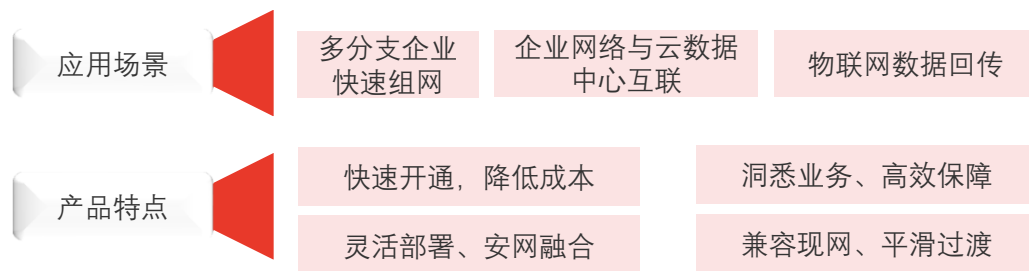 应用场景
多分支企业
快速组网
企业网络与云数据
中心互联
物联网数据回传
产品特点
快速开通，降低成本
洞悉业务、高效保障
灵活部署、安网融合
兼容现网、平滑过渡